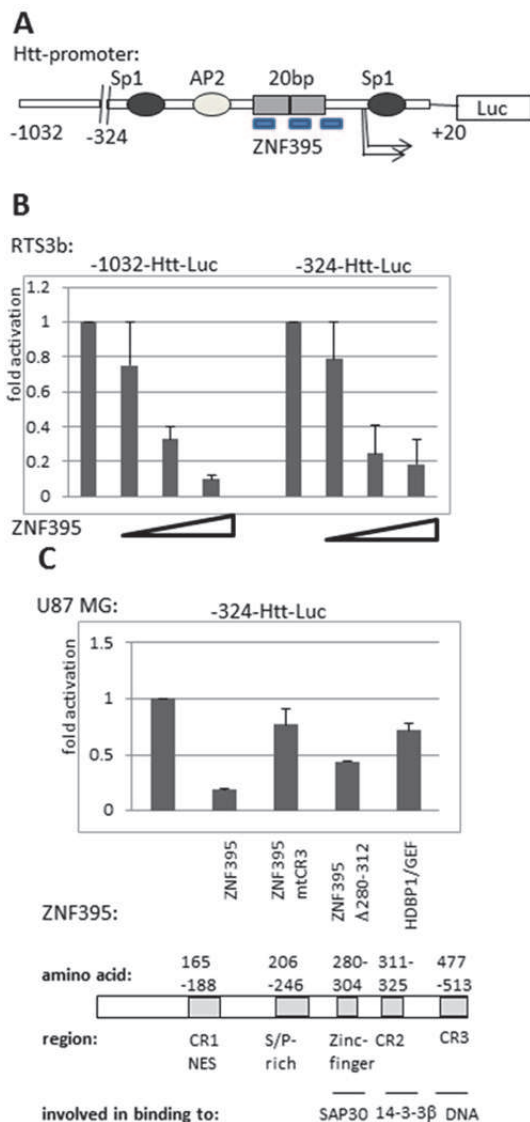 A
Htt-promoter:
Sp1 AP2 20bp Sp1
Luc
-1032 -324 ZNF395 +20
B
RTS3b:
-1032-Htt-Luc -324-Htt-Luc
fold activation
1.2
1
0.8
0.6
0.4
0.2
0
ZNF395
C
U87 MG:
-324-Htt-Luc
fold activation
1.5
1
0.5
0
ZNF395
ZNF395 mtCR3
ZNF395 Δ280-312
HDBP1/GEF
ZNF395:
165 206 280- 311- 477
amino acid: -188 -246 304 325 -513
region: CR1 S/P- Zinc- CR2 CR3
NES rich finger
involved in binding to: SAP30 14-3-3β DNA